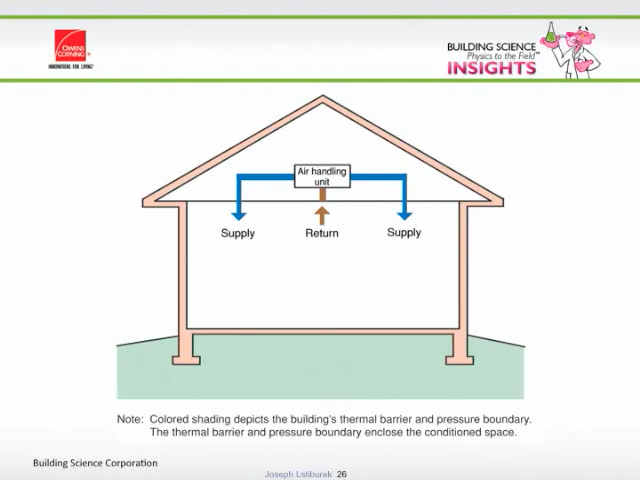 OWENS
CORNING
INNOVATIONS FOR LIVING™
BUILDING SCIENCE
Physics to the Field™
INSIGHTS
Air handling
unit
Supply
Return
Supply
Note: Colored shading depicts the building's thermal barrier and pressure boundary.
The thermal barrier and pressure boundary enclose the conditioned space.
Building Science Corporation
Joseph Lstiburek 26